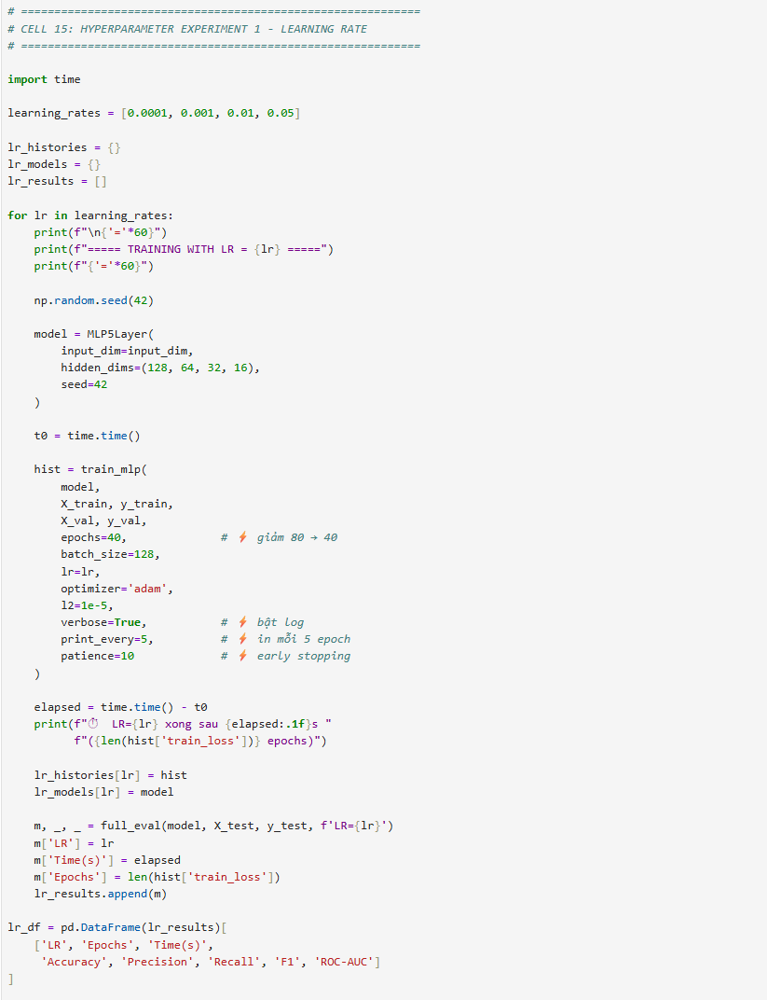 # ============================================================
# CELL 15: HYPERPARAMETER EXPERIMENT 1 - LEARNING RATE
# ============================================================
import time
learning_rates = [0.0001, 0.001, 0.01, 0.05]
lr_histories = {}
lr_models = {}
lr_results = []
for lr in learning_rates:
    print(f"\n{'='*60}")
    print(f"===== TRAINING WITH LR = {lr} =====")
    print(f"{'='*60}")
    np.random.seed(42)
    model = MLP5Layer(
        input_dim=input_dim,
        hidden_dims=(128, 64, 32, 16),
        seed=42
    )
    t0 = time.time()
    hist = train_mlp(
        model,
        X_train, y_train,
        X_val, y_val,
        epochs=40,              # ⚡ giảm 80 → 40
        batch_size=128,
        lr=lr,
        optimizer='adam',
        l2=1e-5,
        verbose=True,           # ⚡ bật log
        print_every=5,          # ⚡ in mỗi 5 epoch
        patience=10             # ⚡ early stopping
    )
    elapsed = time.time() - t0
    print(f"⏱  LR={lr} xong sau {elapsed:.1f}s "
          f"({len(hist['train_loss'])} epochs)")
    lr_histories[lr] = hist
    lr_models[lr] = model
    m, _, _ = full_eval(model, X_test, y_test, f'LR={lr}')
    m['LR'] = lr
    m['Time(s)'] = elapsed
    m['Epochs'] = len(hist['train_loss'])
    lr_results.append(m)
lr_df = pd.DataFrame(lr_results)[
    ['LR', 'Epochs', 'Time(s)',
     'Accuracy', 'Precision', 'Recall', 'F1', 'ROC-AUC']
]